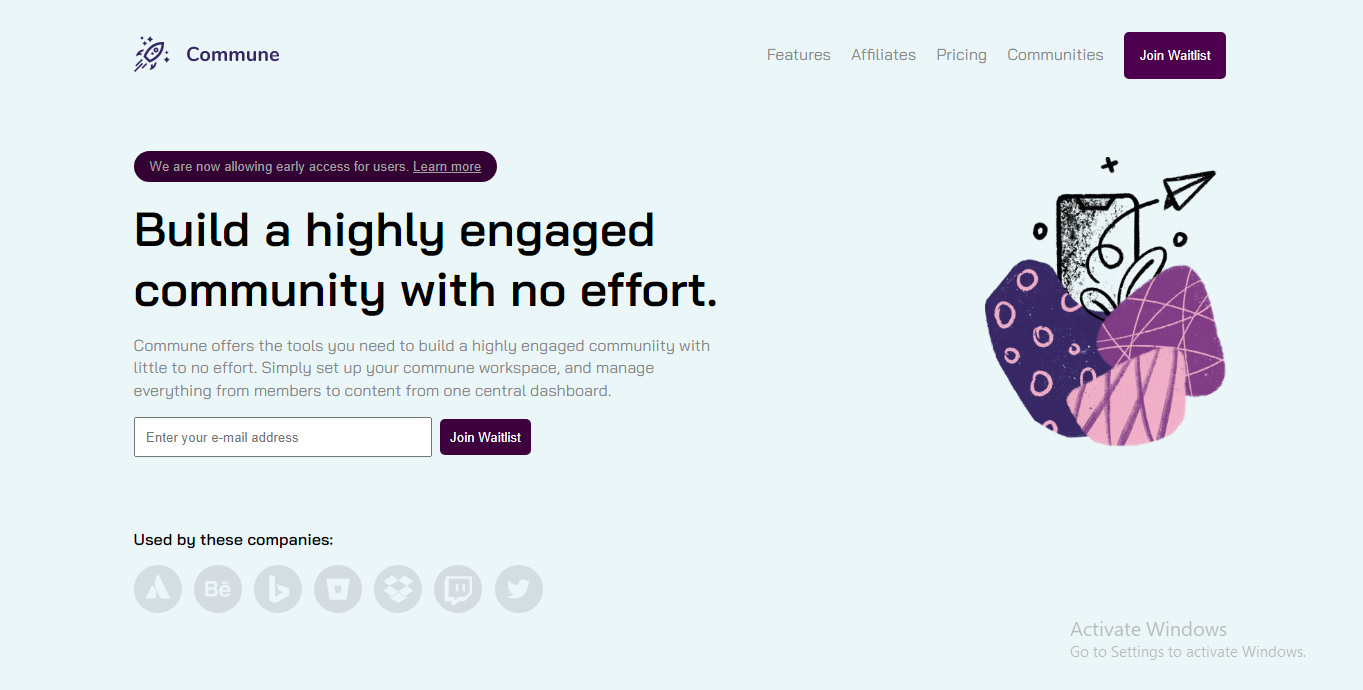 Commune
Features Affiliates Pricing Communities Join Waitlist
We are now allowing early access for users. Learn more
Build a highly engaged
community with no effort.
Commune offers the tools you need to build a highly engaged communiity with
little to no effort. Simply set up your commune workspace, and manage
everything from members to content from one central dashboard.
Enter your e-mail address Join Waitlist
Used by these companies:
Bē
Activate Windows
Go to Settings to activate Windows.